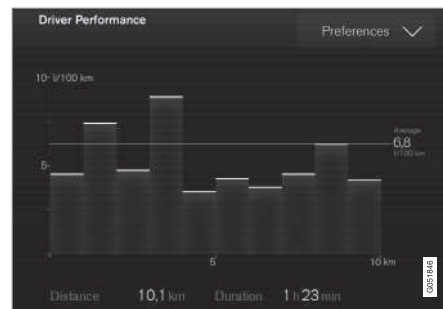 Driver Performance
Preferences
10 l/100 km
Average
6,8
l/100 km
5
5
10 km
Distance 10,1 km Duration 1 h 23 min
G051846